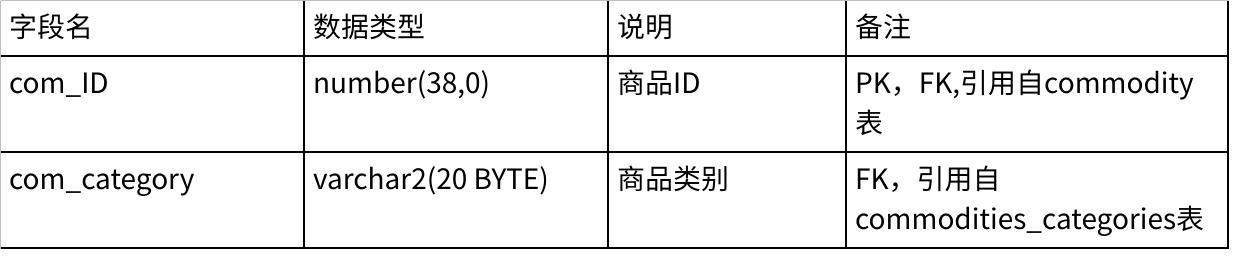 字段名 数据类型 说明 备注
com_ID number(38,0) 商品ID PK，FK,引用自commodity
表
com_category varchar2(20 BYTE) 商品类别 FK，引用自
commodities_categories表